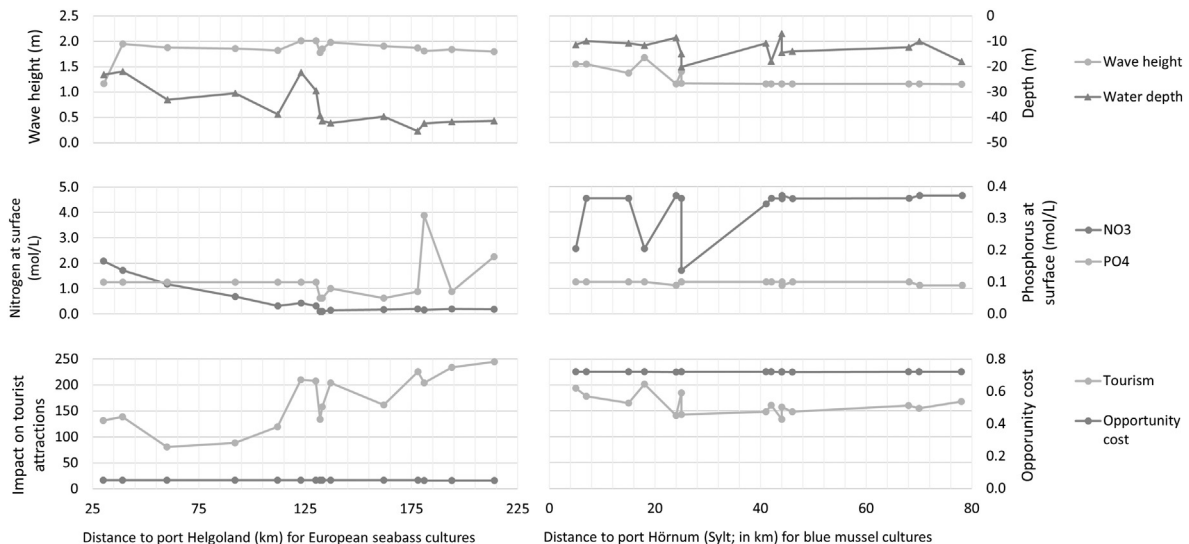 2.5
2.0
1.5
1.0
0.5
0.0
Wave height (m)
0
-10
-20
-30
-40
-50
Depth (m)
Wave height
Water depth
5.0
4.0
3.0
2.0
1.0
0.0
Nitrogen at surface
(mol/L)
0.4
0.3
0.2
0.1
0.0
Phosphorus at
surface (mol/L)
NO3
PO4
250
200
150
100
50
0
Impact on tourist
attractions
0.8
0.6
0.4
0.2
0.0
Opporunity cost
Tourism
Opportunity
cost
25
75
125
175
225
0
20
40
60
80
Distance to port Helgoland (km) for European seabass cultures
Distance to port Hörnum (Sylt; in km) for blue mussel cultures